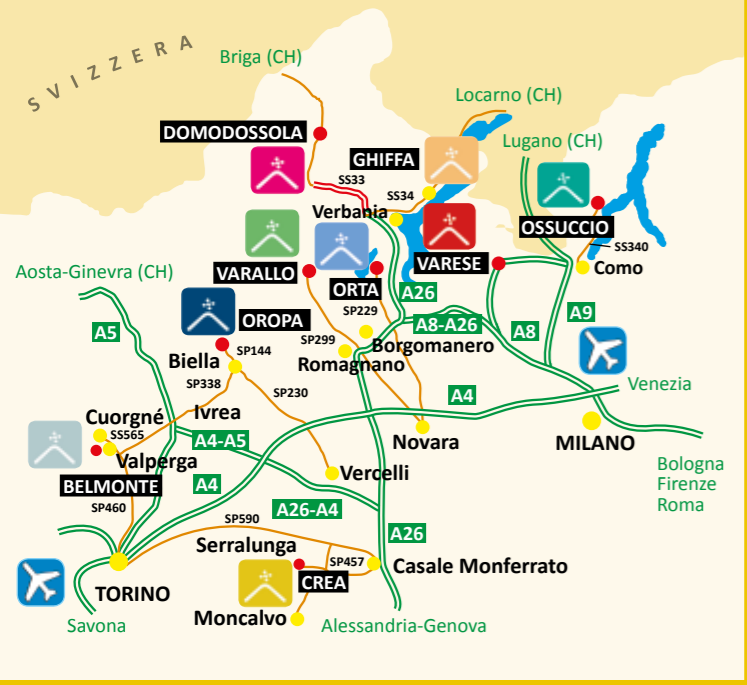 SVIZZERA
Briga (CH)
Locarno (CH)
DOMODOSSOLA
Lugano (CH)
GHIFFA
SS33
SS34
Verbania
OSSUCCIO
SS340
VARALLO
VARESE
Como
Aosta-Ginevra (CH)
ORTA
A26
SP229
OROPA
A5
A8-A26
A8
A9
SP299
Borgomanero
Biella
SP144
Romagnano
SP338
SP230
A4
Venezia
Ivrea
Cuorgné
SS565
A4-A5
Novara
MILANO
Valperga
Bologna
Firenze
Roma
Vercelli
BELMONTE
A4
SP460
A26-A4
SP590
A26
Serralunga
SP457
Casale Monferrato
CREA
TORINO
Moncalvo
Savona
Alessandria-Genova